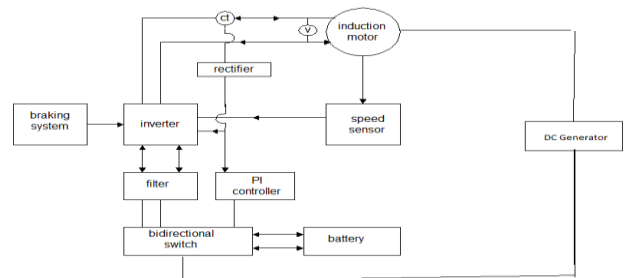 ct
v
induction
motor
rectifier
braking
system
inverter
speed
sensor
DC Generator
filter
PI
controller
bidirectional
switch
battery